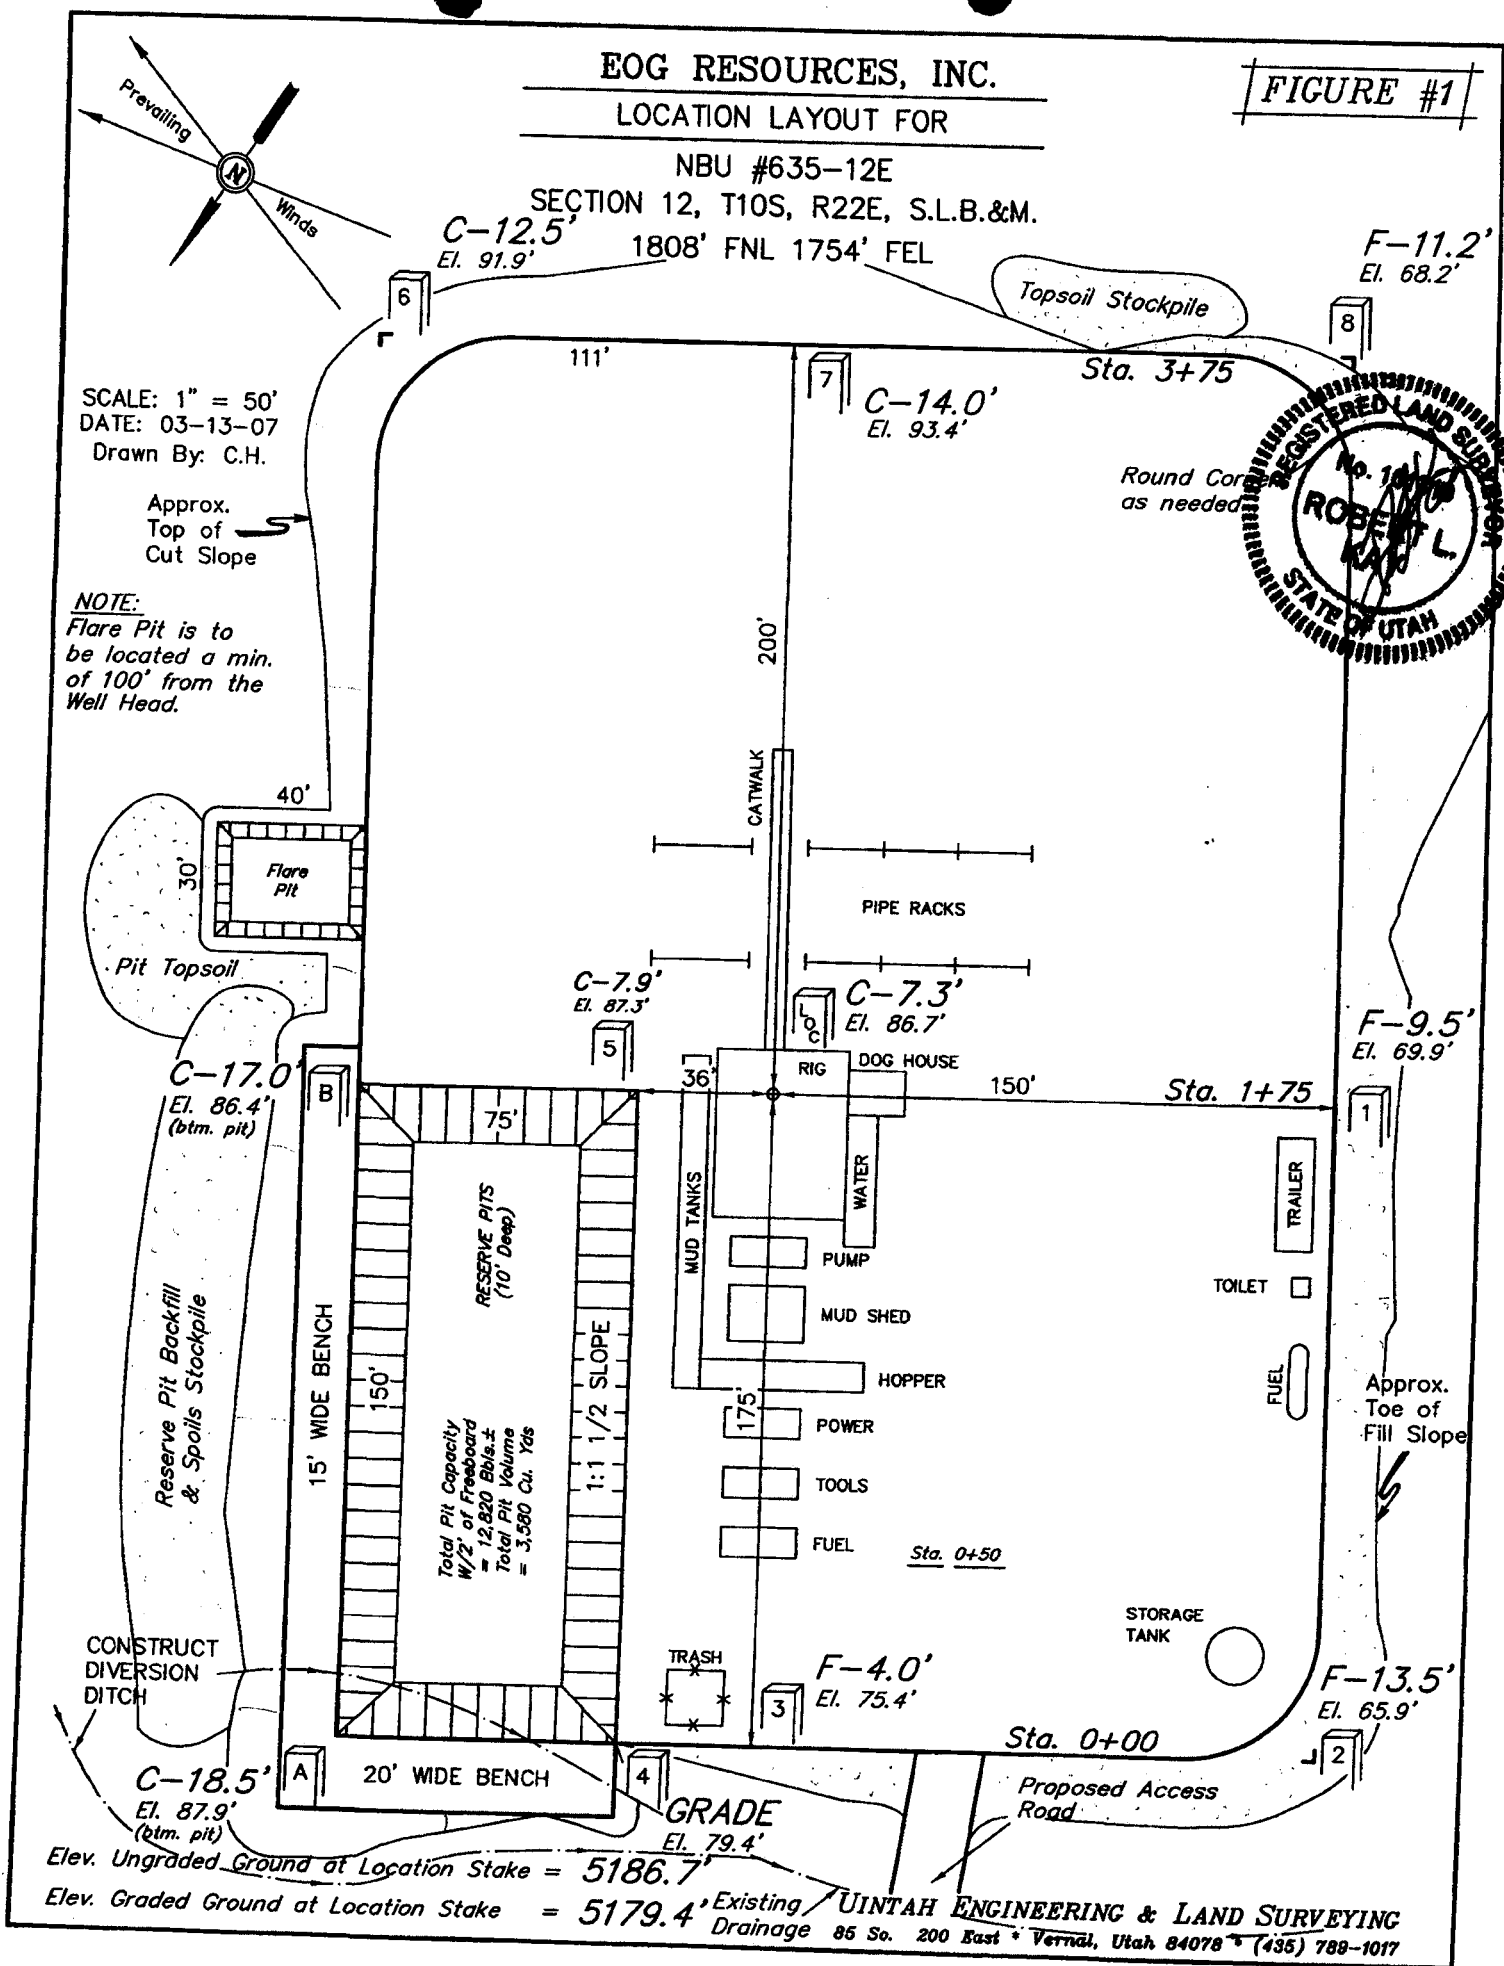 EOG RESOURCES, INC.
LOCATION LAYOUT FOR
NBU #635-12E
SECTION 12, T10S, R22E, S.L.B.&M.
1808' FNL 1754' FEL
FIGURE #1
Prevailing
Winds
N
C-12.5'
El. 91.9'
6
F-11.2'
El. 68.2'
8
Topsoil Stockpile
111'
7
C-14.0'
El. 93.4'
Sta. 3+75
SCALE: 1" = 50'
DATE: 03-13-07
Drawn By: C.H.
Approx.
Top of
Cut Slope
Round
as needed
REGISTERED LAND SURVEYOR
No.
ROBERT L.
STATE OF UTAH
NOTE:
Flare Pit is to
be located a min.
of 100' from the
Well Head.
200'
CATWALK
40'
30'
Flare
Pit
PIPE RACKS
Pit Topsoil
C-7.9'
El. 87.3'
5
LOC
C-7.3'
El. 86.7'
F-9.5'
El. 69.9'
1
C-17.0'
El. 86.4'
(btm. pit)
B
75'
36'
RIG
DOG HOUSE
150'
Sta. 1+75
MUD TANKS
WATER
TRAILER
RESERVE PITS
(10' Deep)
PUMP
TOILET
MUD SHED
HOPPER
FUEL
Reserve Pit Backfill
& Spoils Stockpile
15' WIDE BENCH
150'
1:1 1/2 SLOPE
175'
POWER
Approx.
Toe of
Fill Slope
Total Pit Capacity
W/2' of Freeboard
= 12,820 Bbls.±
Total Pit Volume
= 3,580 Cu. Yds
TOOLS
FUEL
Sta. 0+50
STORAGE
TANK
CONSTRUCT
DIVERSION
DITCH
TRASH
3
F-4.0'
El. 75.4'
F-13.5'
El. 65.9'
2
Sta. 0+00
C-18.5'
El. 87.9'
(btm. pit)
A
20' WIDE BENCH
4
GRADE
El. 79.4'
Proposed Access
Road
Elev. Ungraded Ground at Location Stake = 5186.7'
Elev. Graded Ground at Location Stake = 5179.4'
Existing
Drainage
UINTAH ENGINEERING & LAND SURVEYING
85 So. 200 East * Vernal, Utah 84078 * (435) 789-1017